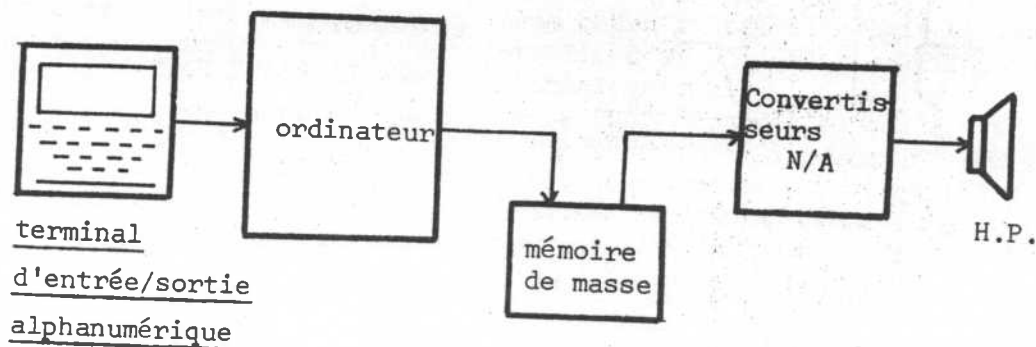 terminal
d'entrée/sortie
alphanumérique
ordinateur
mémoire
de masse
Convertis
seurs
N/A
H.P.